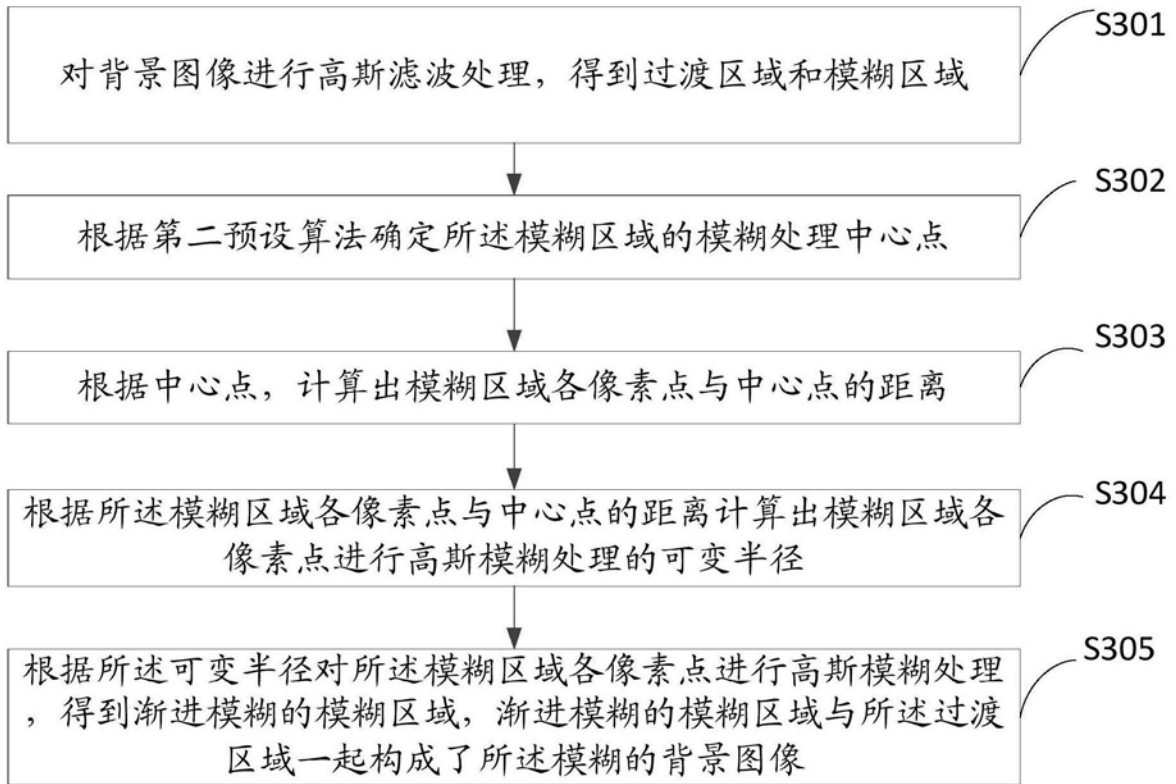 S301
对背景图像进行高斯滤波处理，得到过渡区域和模糊区域
S302
根据第二预设算法确定所述模糊区域的模糊处理中心点
S303
根据中心点，计算出模糊区域各像素点与中心点的距离
S304
根据所述模糊区域各像素点与中心点的距离计算出模糊区域各
像素点进行高斯模糊处理的可变半径
S305
根据所述可变半径对所述模糊区域各像素点进行高斯模糊处理
，得到渐进模糊的模糊区域，渐进模糊的模糊区域与所述过渡
区域一起构成了所述模糊的背景图像